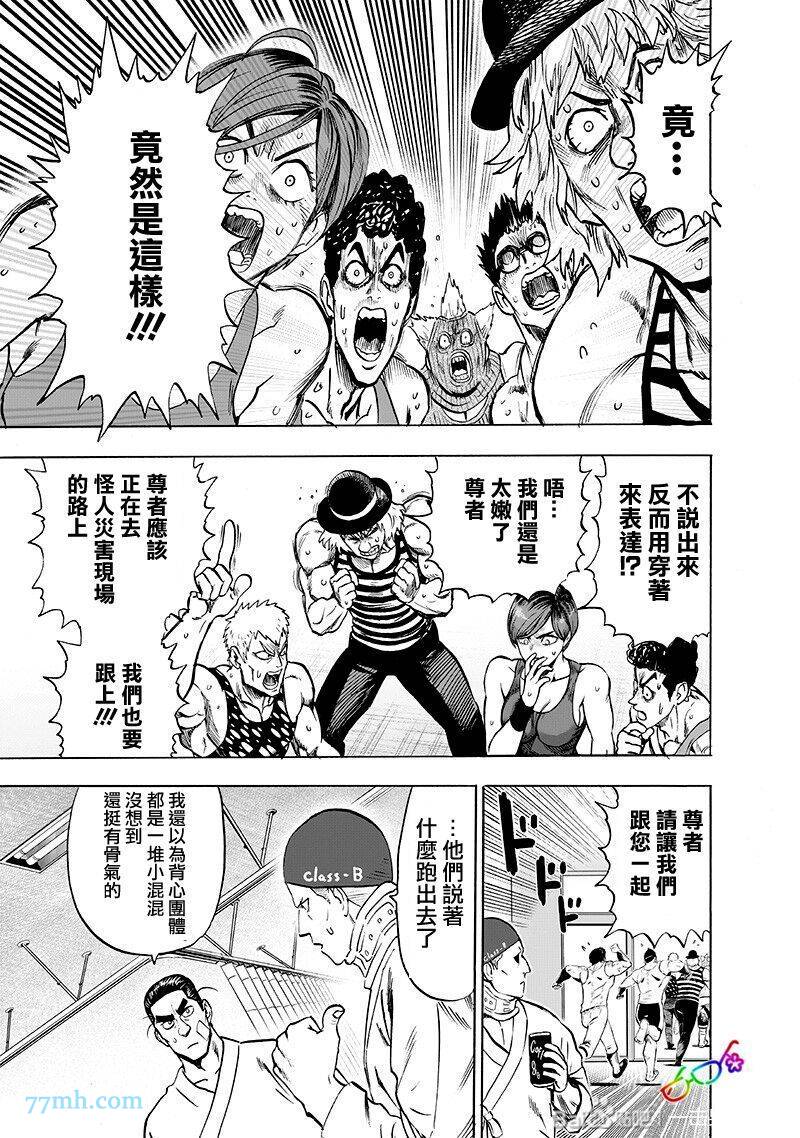 竟…
竟然是這樣!!!
不說出來
反而用穿著
來表達!?
唔…
我們還是
太嫩了
尊者
尊者應該
正在去
怪人災害現場
的路上
我們也要
跟上!!!
尊者
請讓我們
跟您一起
ドドド
class-B
…他們説著
什麼跑出去了
class-B
我還以為背心團體
都是一堆小混混
沒想到
還挺有骨氣的
77mh.com